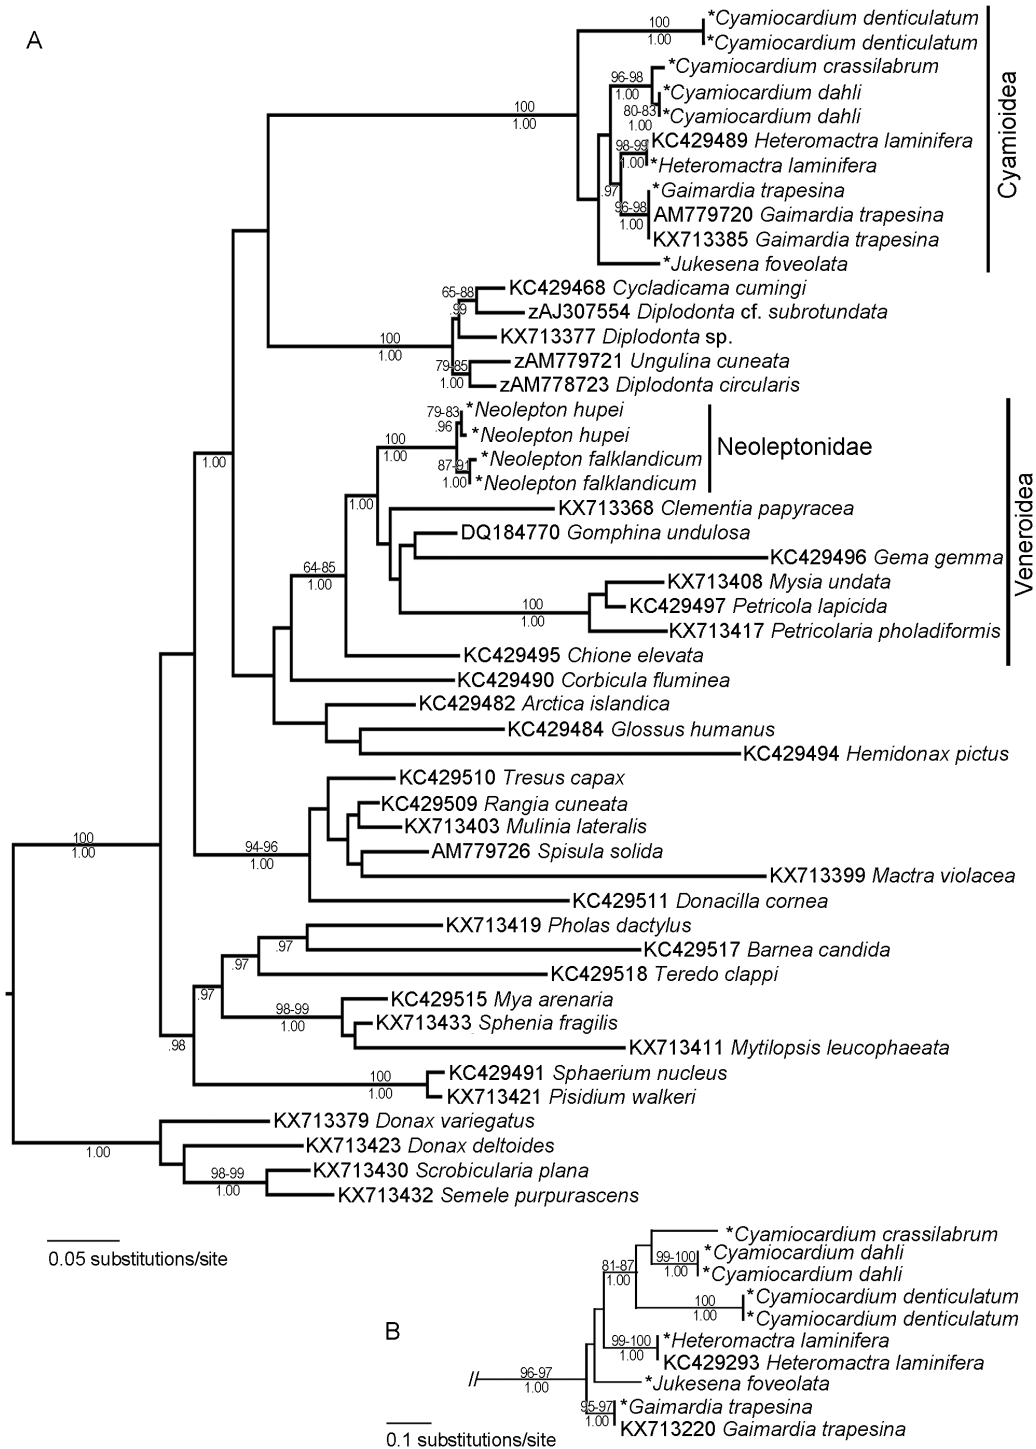 A
100
1.00
*Cyamiocardium denticulatum
*Cyamiocardium denticulatum
96-98
1.00
*Cyamiocardium crassilabrum
80-83
1.00
*Cyamiocardium dahli
*Cyamiocardium dahli
100
1.00
98-99
1.00
KC429489 Heteromactra laminifera
*Heteromactra laminifera
.97
96-98
1.00
*Gaimardia trapesina
AM779720 Gaimardia trapesina
KX713385 Gaimardia trapesina
*Jukesena foveolata
Cyamioidea
65-88
.99
KC429468 Cycladicama cumingi
zAJ307554 Diplodonta cf. subrotundata
KX713377 Diplodonta sp.
100
1.00
79-85
1.00
zAM779721 Ungulina cuneata
zAM778723 Diplodonta circularis
79-83
.96
*Neolepton hupei
*Neolepton hupei
100
1.00
87-91
1.00
*Neolepton falklandicum
*Neolepton falklandicum
Neoleptonidae
1.00
1.00
KX713368 Clementia papyracea
DQ184770 Gomphina undulosa
KC429496 Gema gemma
64-85
1.00
KX713408 Mysia undata
KC429497 Petricola lapicida
100
1.00
KX713417 Petricolaria pholadiformis
KC429495 Chione elevata
Veneroidea
KC429490 Corbicula fluminea
KC429482 Arctica islandica
KC429484 Glossus humanus
KC429494 Hemidonax pictus
KC429510 Tresus capax
KC429509 Rangia cuneata
KX713403 Mulinia lateralis
100
1.00
94-96
1.00
AM779726 Spisula solida
KX713399 Mactra violacea
KC429511 Donacilla cornea
KX713419 Pholas dactylus
.97
KC429517 Barnea candida
.97
KC429518 Teredo clappi
.97
98-99
1.00
KC429515 Mya arenaria
KX713433 Sphenia fragilis
KX713411 Mytilopsis leucophaeata
.98
100
1.00
KC429491 Sphaerium nucleus
KX713421 Pisidium walkeri
KX713379 Donax variegatus
1.00
KX713423 Donax deltoides
98-99
1.00
KX713430 Scrobicularia plana
KX713432 Semele purpurascens
0.05 substitutions/site
B
*Cyamiocardium crassilabrum
99-100
1.00
*Cyamiocardium dahli
*Cyamiocardium dahli
81-87
1.00
100
1.00
*Cyamiocardium denticulatum
*Cyamiocardium denticulatum
99-100
1.00
*Heteromactra laminifera
KC429293 Heteromactra laminifera
//
96-97
1.00
*Jukesena foveolata
95-97
1.00
*Gaimardia trapesina
KX713220 Gaimardia trapesina
0.1 substitutions/site